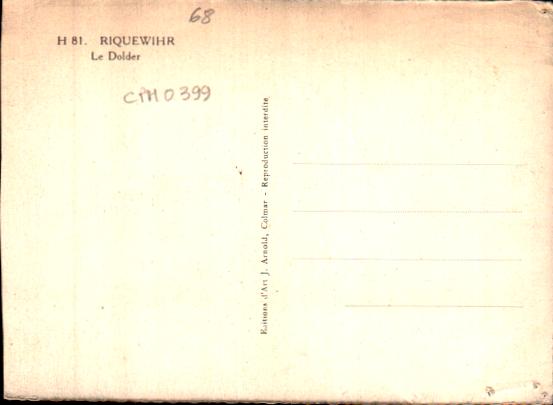 68
H 81. RIQUEWIHR
Le Dolder
CPM0399
Editions d'Art J. Arnold, Colmar - Reproduction interdite